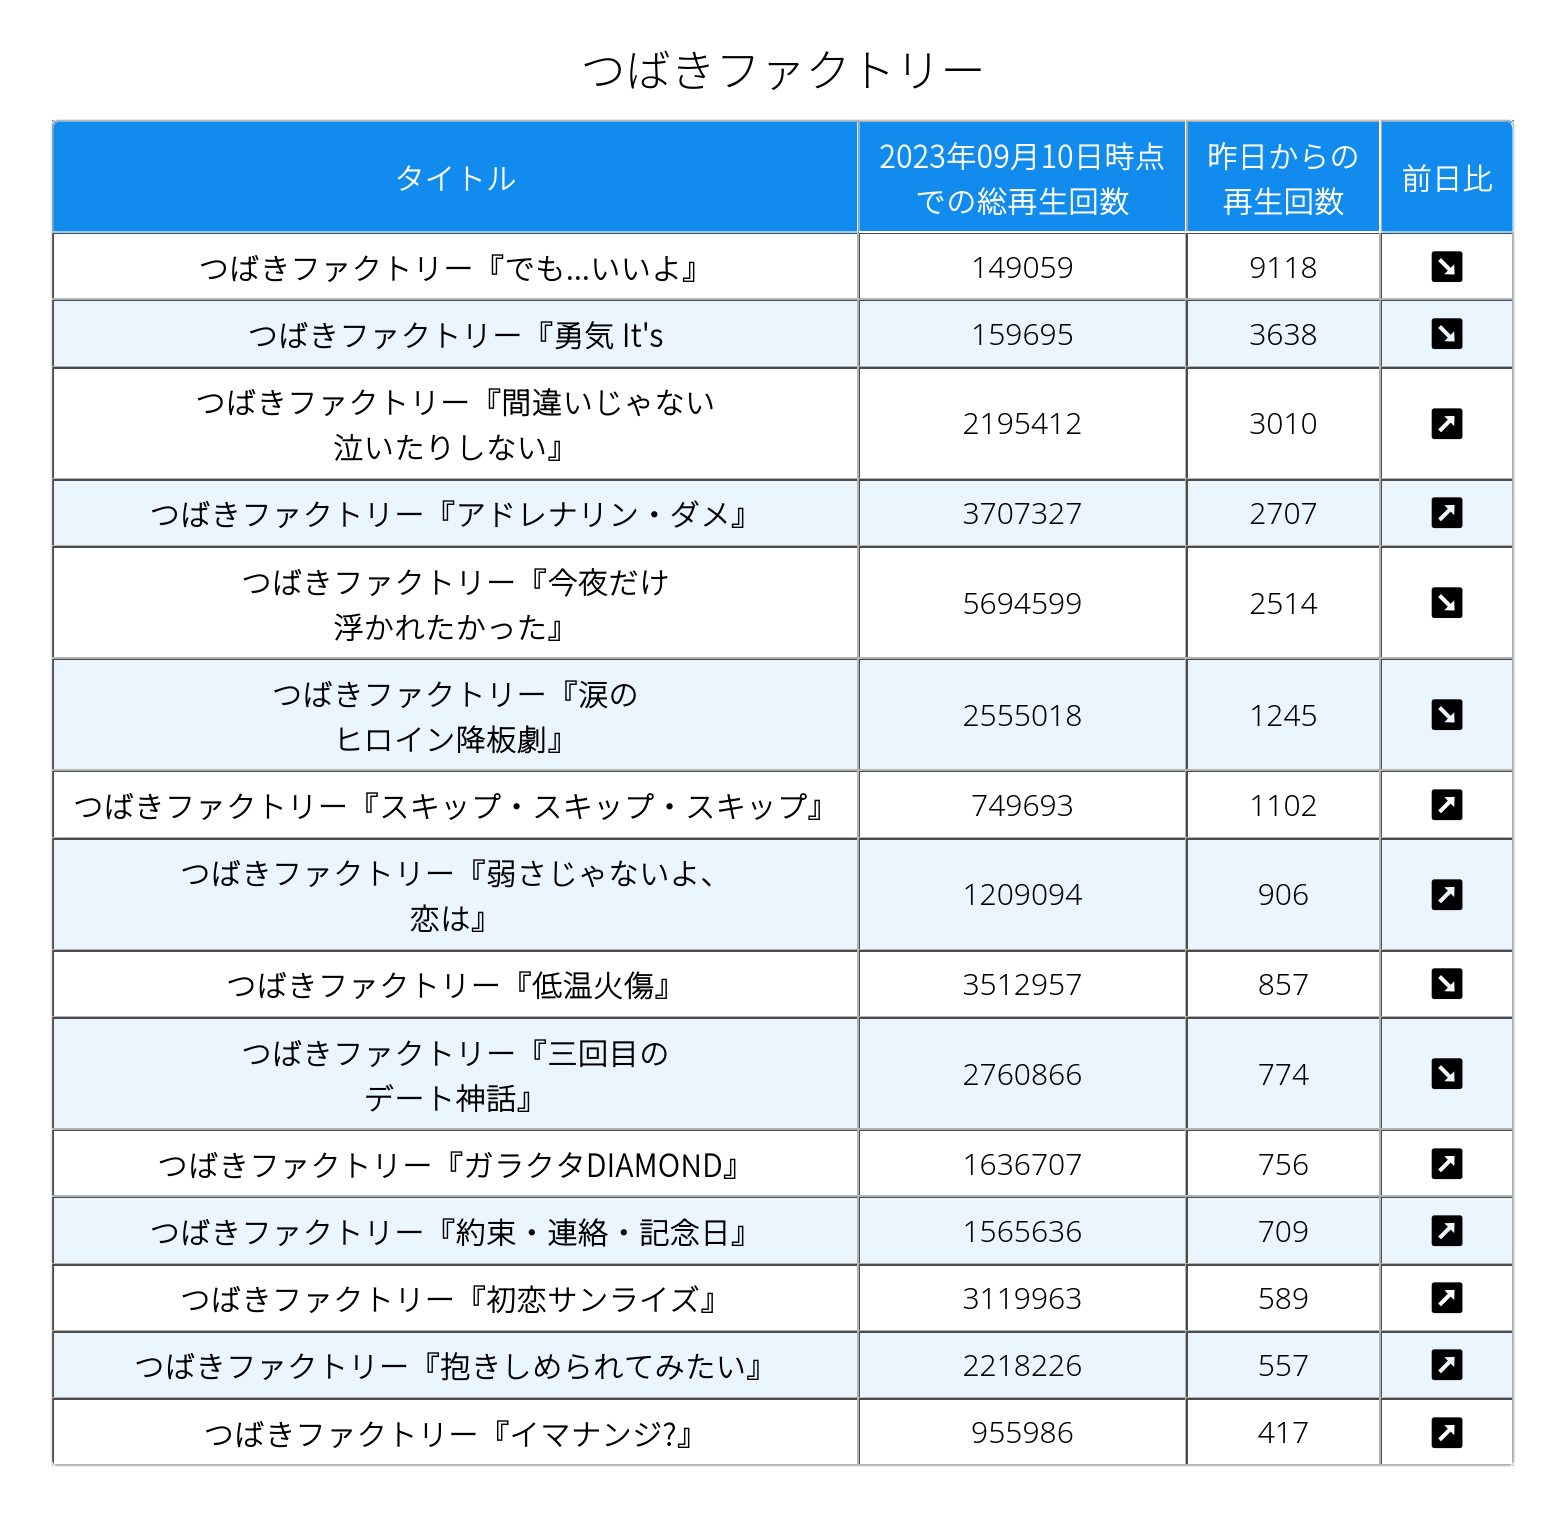 つばきファクトリー
タイトル
2023年09月10日時点
での総再生回数
昨日からの
再生回数
前日比
つばきファクトリー『でも...いいよ』
149059
9118
つばきファクトリー『勇気 It's
159695
3638
つばきファクトリー『間違いじゃない
泣いたりしない』
2195412
3010
つばきファクトリー『アドレナリン・ダメ』
3707327
2707
つばきファクトリー『今夜だけ
浮かれたかった』
5694599
2514
つばきファクトリー『涙の
ヒロイン降板劇』
2555018
1245
つばきファクトリー『スキップ・スキップ・スキップ』
749693
1102
つばきファクトリー『弱さじゃないよ、
恋は』
1209094
906
つばきファクトリー『低温火傷』
3512957
857
つばきファクトリー『三回目の
デート神話』
2760866
774
つばきファクトリー『ガラクタDIAMOND』
1636707
756
つばきファクトリー『約束・連絡・記念日』
1565636
709
つばきファクトリー『初恋サンライズ』
3119963
589
つばきファクトリー『抱きしめられてみたい』
2218226
557
つばきファクトリー『イマナンジ?』
955986
417